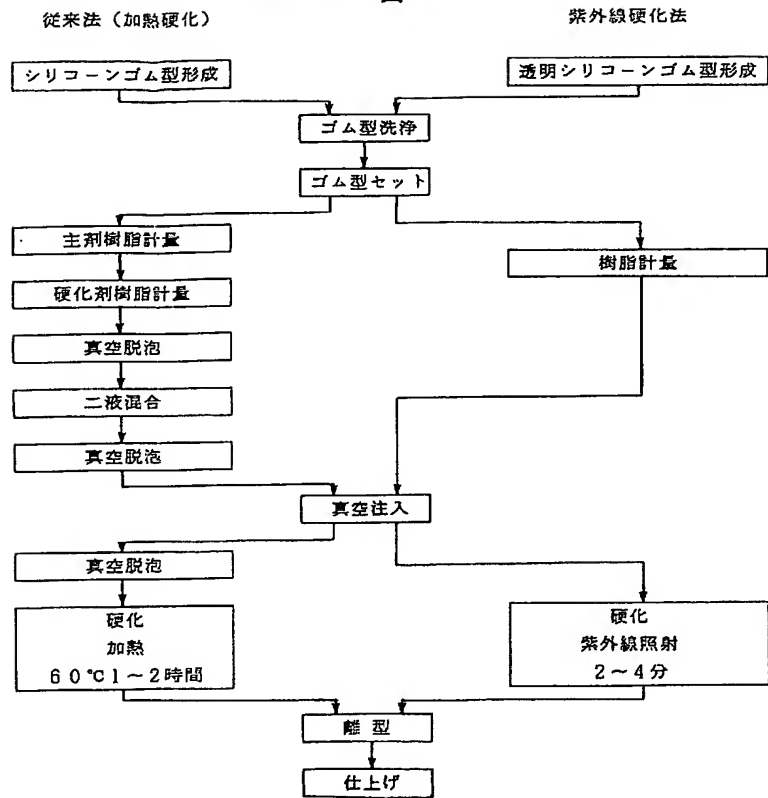 従来法（加熱硬化）
紫外線硬化法
シリコーンゴム型形成
透明シリコーンゴム型形成
ゴム型洗浄
ゴム型セット
主剤樹脂計量
樹脂計量
硬化剤樹脂計量
真空脱泡
二液混合
真空脱泡
真空注入
真空脱泡
硬化
加熱
60℃1～2時間
硬化
紫外線照射
2～4分
離型
仕上げ